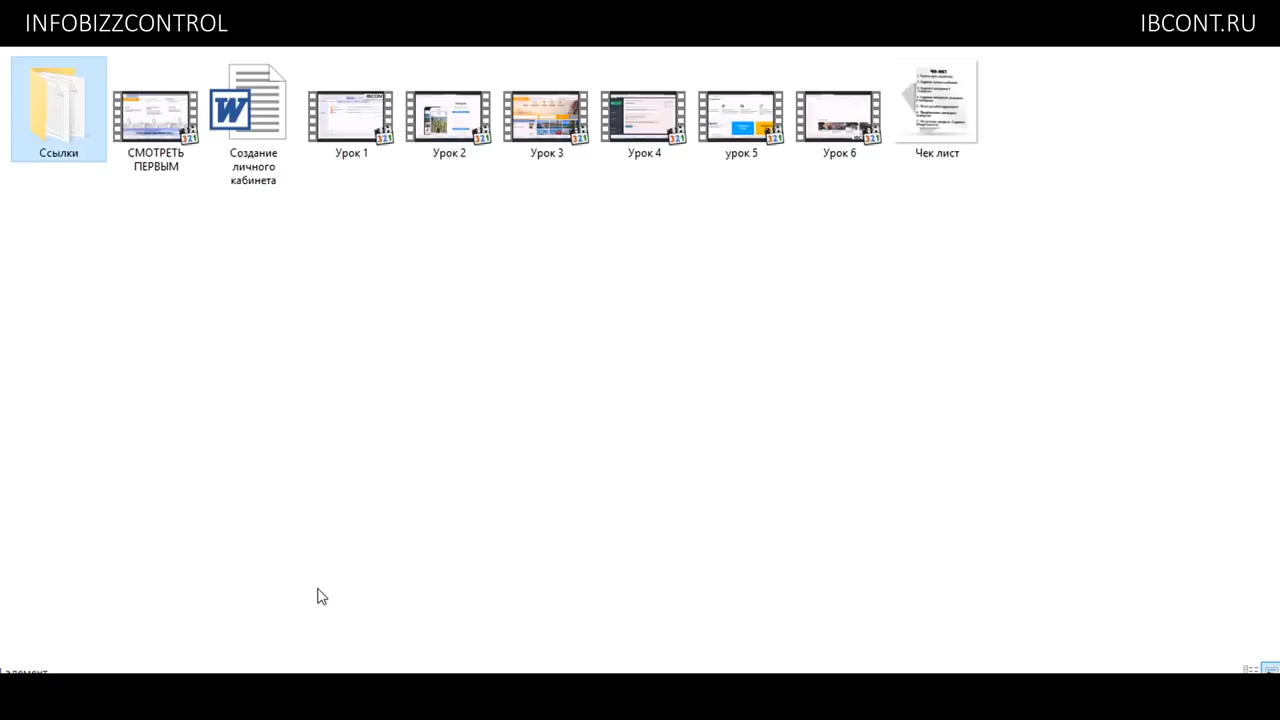 INFOBIZZCONTROL
IBCONT.RU
Ссылки
СМОТРЕТЬ
ПЕРВЫМ
Создание
личного
кабинета
Урок 1
Урок 2
Урок 3
Урок 4
урок 5
Урок 6
Чек лист
элемент